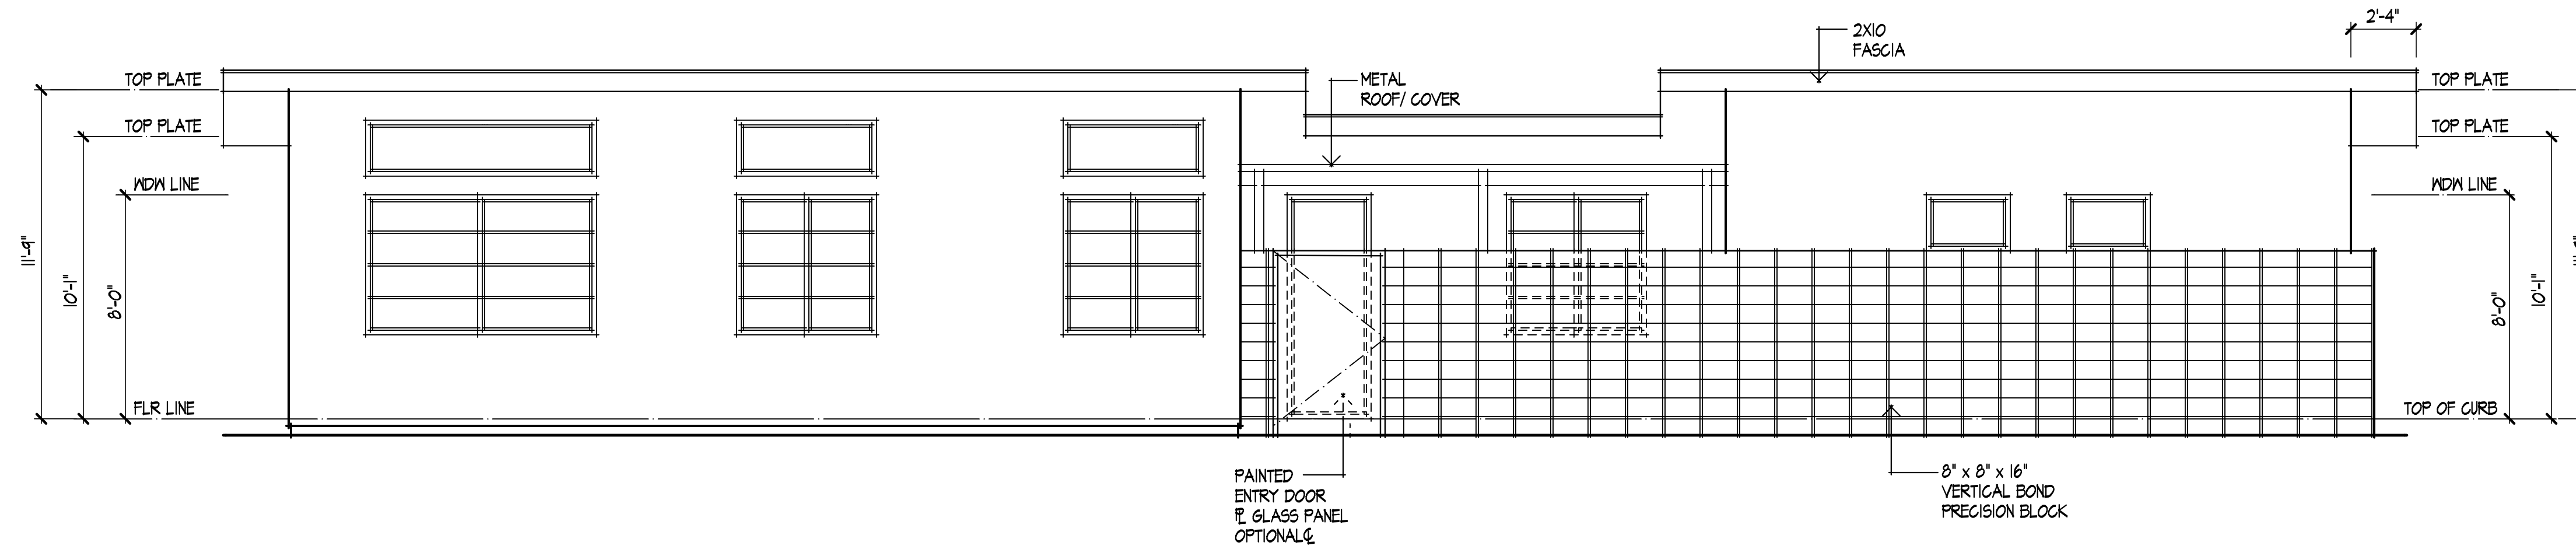 2'-4"
2X10
FASCIA
METAL
ROOF/ COVER
TOP PLATE
TOP PLATE
WDW LINE
FLR LINE
11'-9"
10'-1"
8'-0"
TOP PLATE
TOP PLATE
WDW LINE
TOP OF CURB
8'-0"
10'-1"
PAINTED
ENTRY DOOR
PL GLASS PANEL
OPTIONAL CL
8" x 8" x 16"
VERTICAL BOND
PRECISION BLOCK